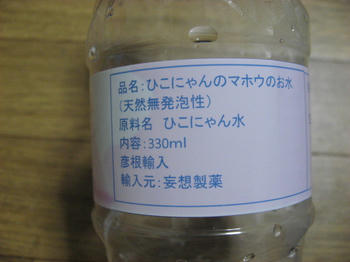 品名:ひこにゃんのマホウのお水
(天然無発泡性)
原料名 ひこにゃん水
内容:330ml
彦根輸入
輸入元:妄想製薬